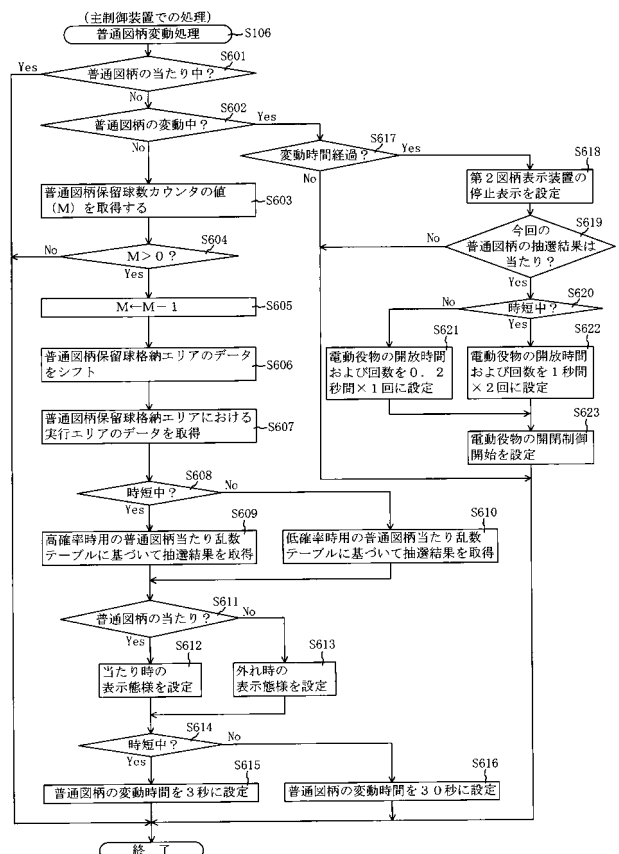 (主制御装置での処理)
普通図柄変動処理
S106
S601
Yes
普通図柄の当たり中?
No
S602
普通図柄の変動中?
Yes
No
S617
変動時間経過?
Yes
No
S618
第2図柄表示装置の
停止表示を設定
普通図柄保留球数カウンタの値
(M)を取得する
S603
S619
今回の
普通図柄の抽選結果は
当たり?
No
Yes
S604
M>0?
No
Yes
S620
時短中?
No
Yes
M←M-1
S605
S621
電動役物の開放時間
および回数を0.2
秒間×1回に設定
S622
電動役物の開放時間
および回数を1秒間
×2回に設定
普通図柄保留球格納エリアのデータ
をシフト
S606
S623
電動役物の開閉制御
開始を設定
普通図柄保留球格納エリアにおける
実行エリアのデータを取得
S607
S608
時短中?
No
Yes
S609
高確率時用の普通図柄当たり乱数
テーブルに基づいて抽選結果を取得
S610
低確率時用の普通図柄当たり乱数
テーブルに基づいて抽選結果を取得
S611
普通図柄の当たり?
No
Yes
S612
当たり時の
表示態様を設定
S613
外れ時の
表示態様を設定
S614
時短中?
No
Yes
S615
普通図柄の変動時間を3秒に設定
S616
普通図柄の変動時間を30秒に設定
終 了